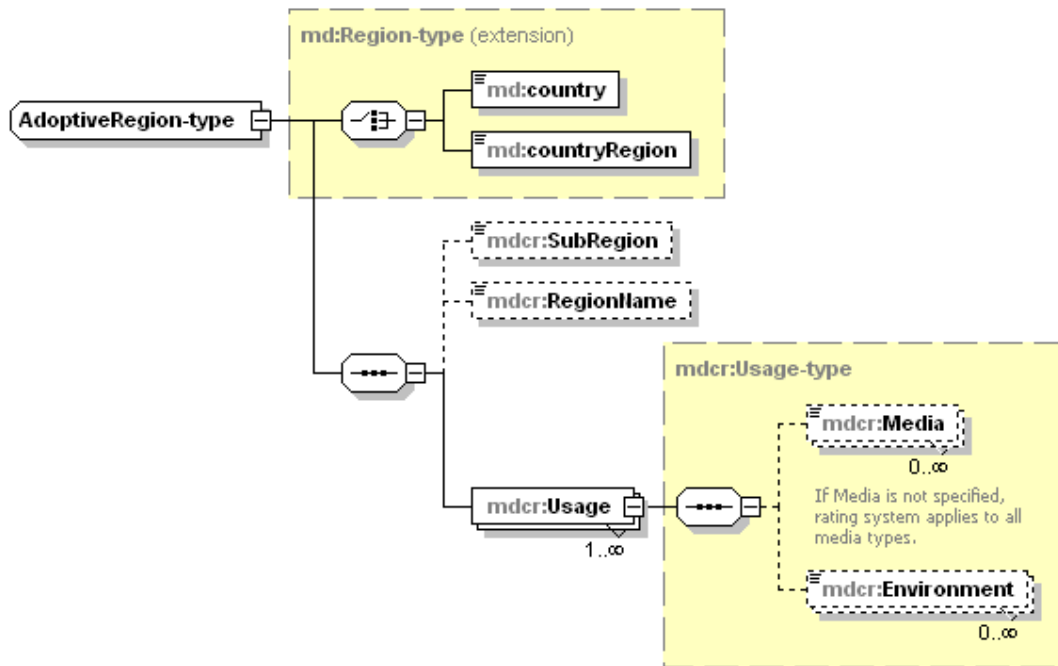 md:Region-type (extension)
md:country
AdoptiveRegion-type
md:countryRegion
mdcr:SubRegion
mdcr:RegionName
mdcr:Usage-type
mdcr:Media
0..∞
If Media is not specified,
rating system applies to all
media types.
mdcr:Usage
1..∞
mdcr:Environment
0..∞